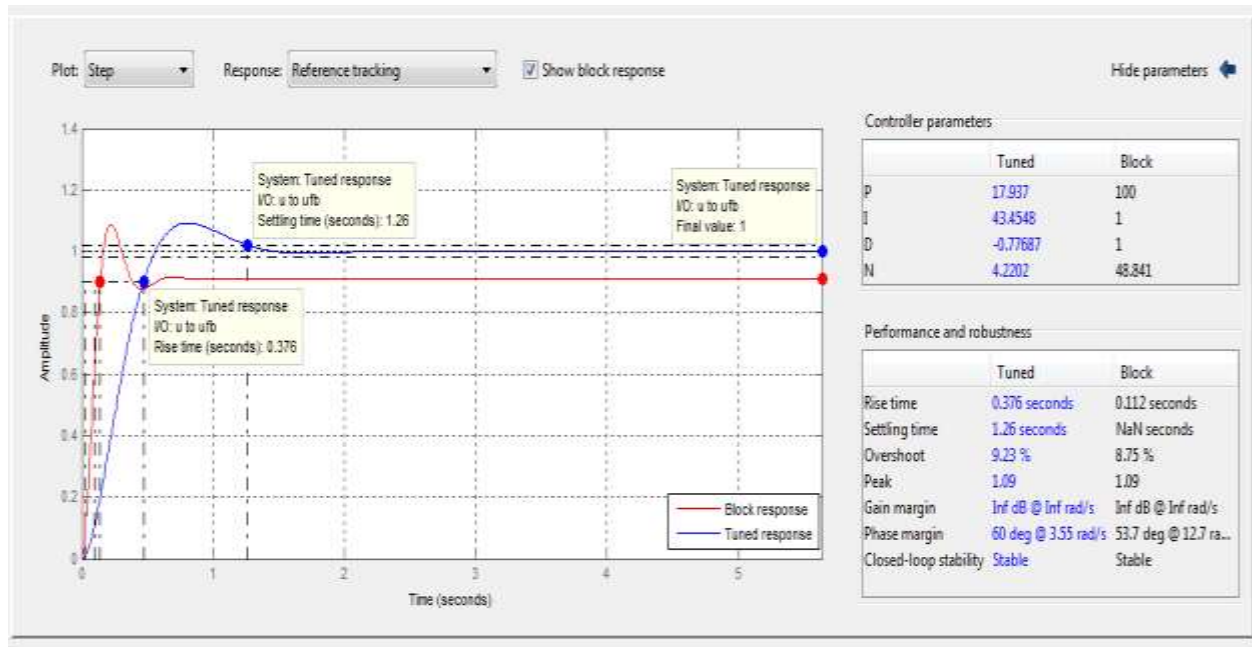 Plot: Step Response: Reference tracking Show block response Hide parameters
1.4
1.2
1
0.8
0.6
0.4
0.2
0
Amplitude
System: Tuned response
I/O: u to ufb
Settling time (seconds): 1.26
System: Tuned response
I/O: u to ufb
Final value: 1
System: Tuned response
I/O: u to ufb
Rise time (seconds): 0.376
Block response
Tuned response
0 1 2 3 4 5
Time (seconds)
Controller parameters
Tuned Block
P 17.937 100
I 43.4548 1
D -0.77687 1
N 4.2202 48.841
Performance and robustness
Tuned Block
Rise time 0.376 seconds 0.112 seconds
Settling time 1.26 seconds NaN seconds
Overshoot 9.23 % 8.75 %
Peak 1.09 1.09
Gain margin Inf dB @ Inf rad/s Inf dB @ Inf rad/s
Phase margin 60 deg @ 3.55 rad/s 53.7 deg @ 12.7 ra...
Closed-loop stability Stable Stable